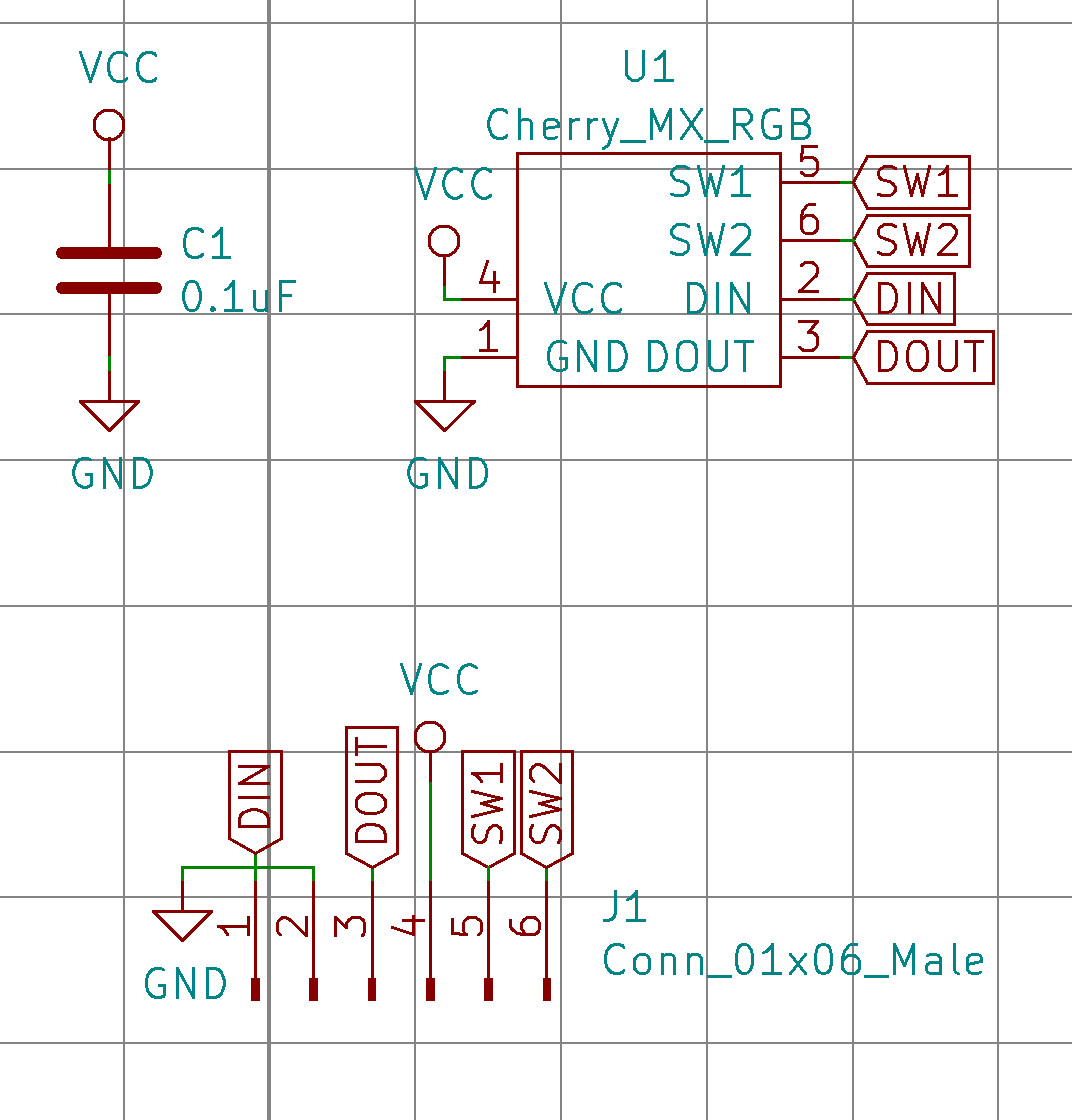 VCC
C1
0.1uF
GND
U1
Cherry_MX_RGB
VCC
4
1
GND
SW1
SW2
VCC DIN
GND DOUT
5
6
2
3
SW1
SW2
DIN
DOUT
VCC
DIN
DOUT
SW1
SW2
GND
1
2
3
4
5
6
J1
Conn_01x06_Male